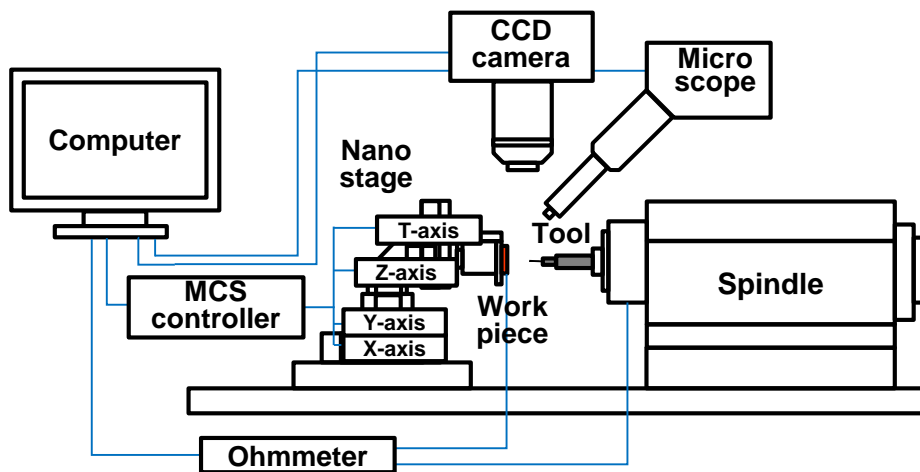 CCD
camera
Micro
scope
Computer
Nano
stage
T-axis
Tool
Z-axis
Spindle
MCS
controller
Work
piece
Y-axis
X-axis
Ohmmeter